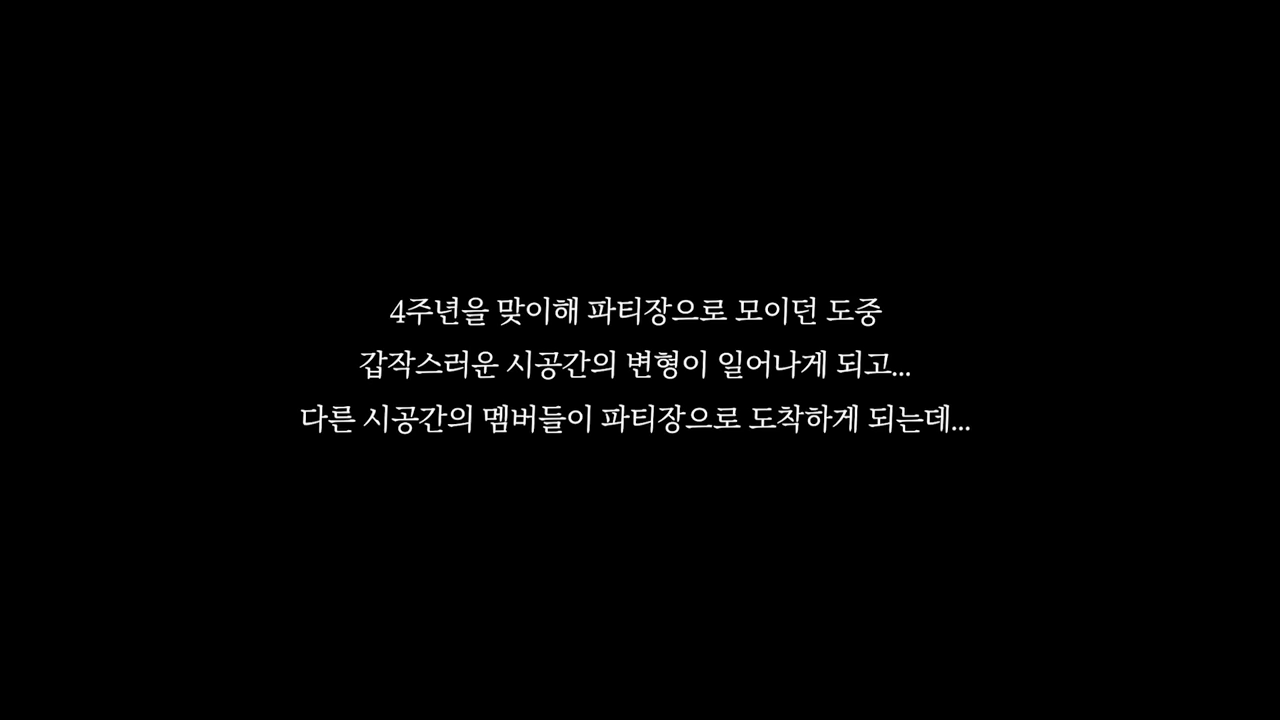 4주년을 맞이해 파티장으로 모이던 도중
갑작스러운 시공간의 변형이 일어나게 되고...
다른 시공간의 멤버들이 파티장으로 도착하게 되는데...